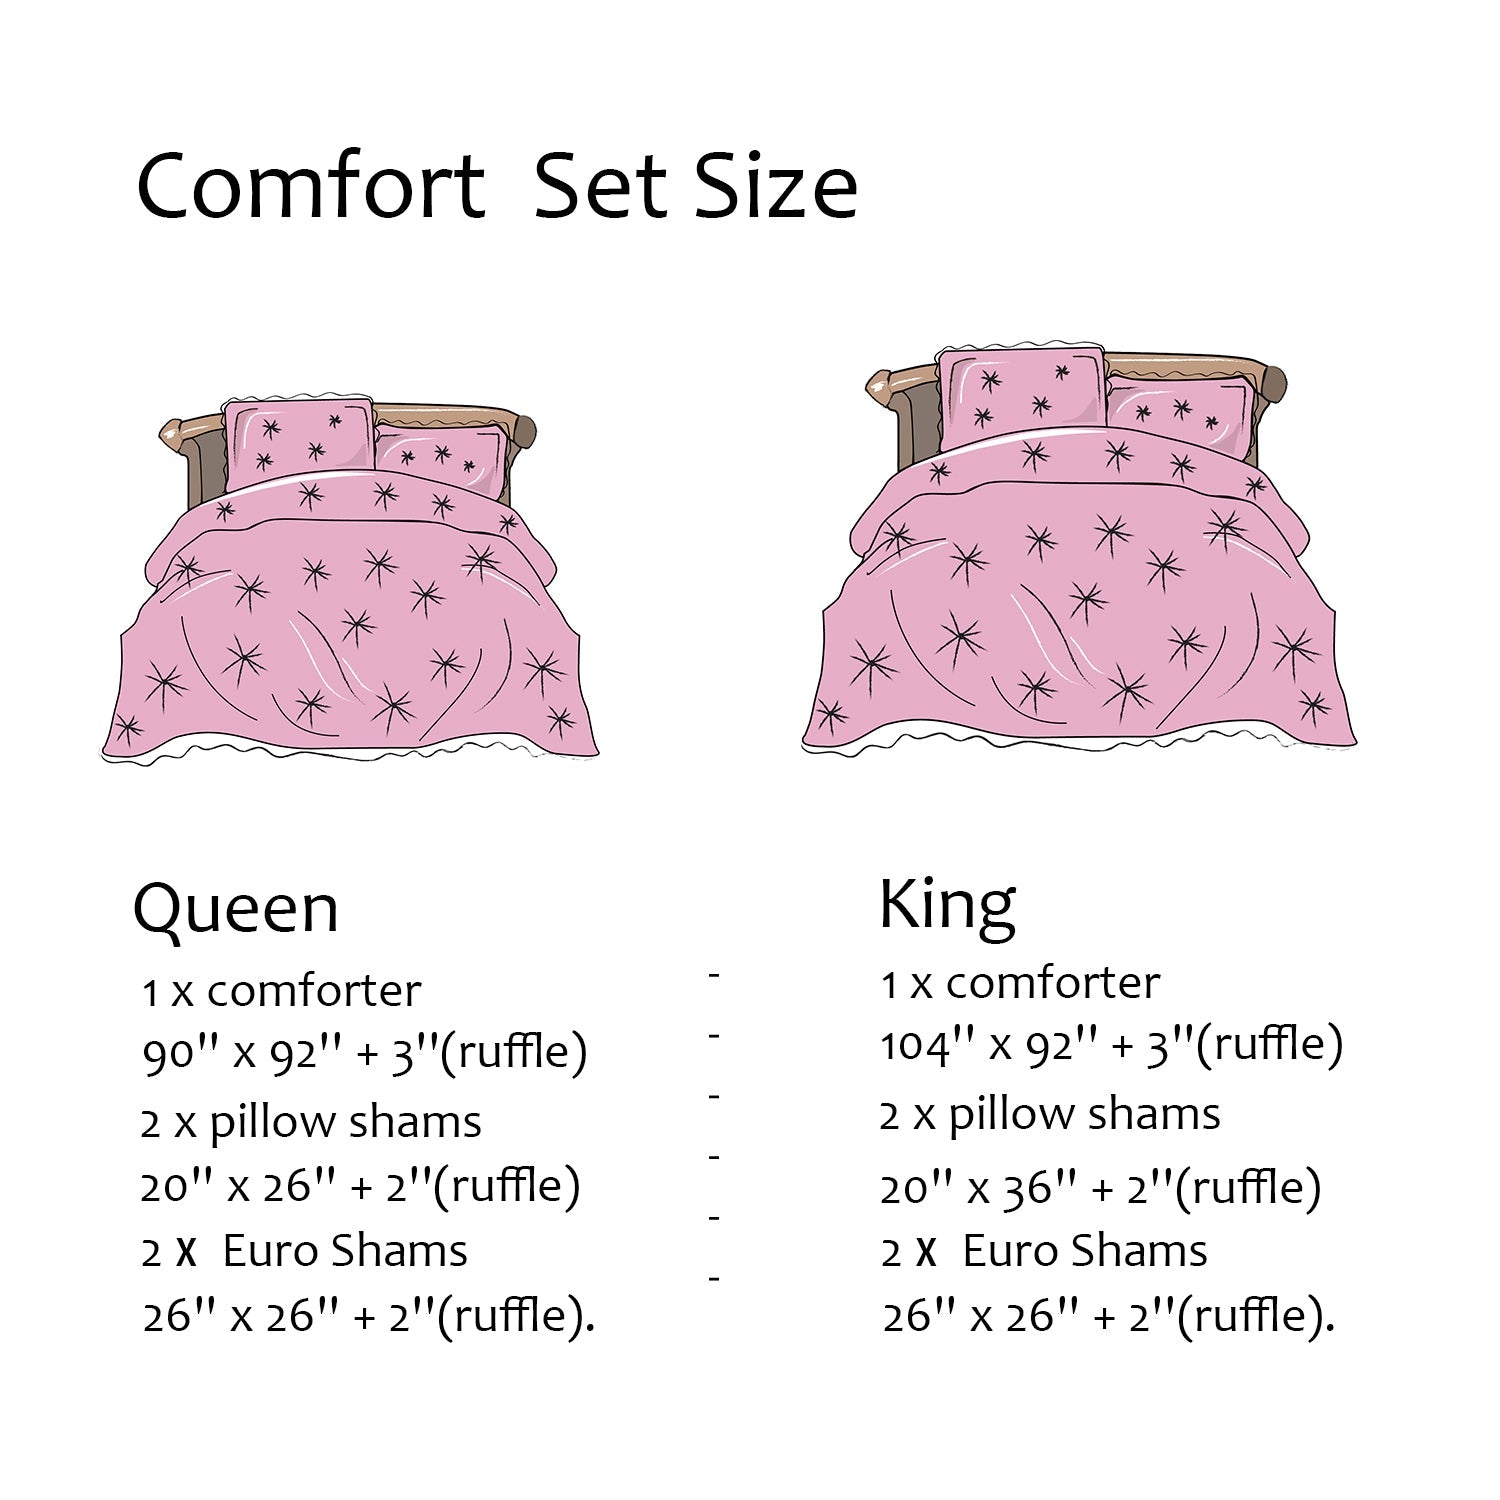 Comfort Set Size
Queen
1 x comforter
90'' x 92'' + 3''(ruffle)
2 x pillow shams
20'' x 26'' + 2''(ruffle)
2 x Euro Shams
26'' x 26'' + 2''(ruffle).
-
-
-
-
-
-
King
1 x comforter
104'' x 92'' + 3''(ruffle)
2 x pillow shams
20'' x 36'' + 2''(ruffle)
2 x Euro Shams
26'' x 26'' + 2''(ruffle).